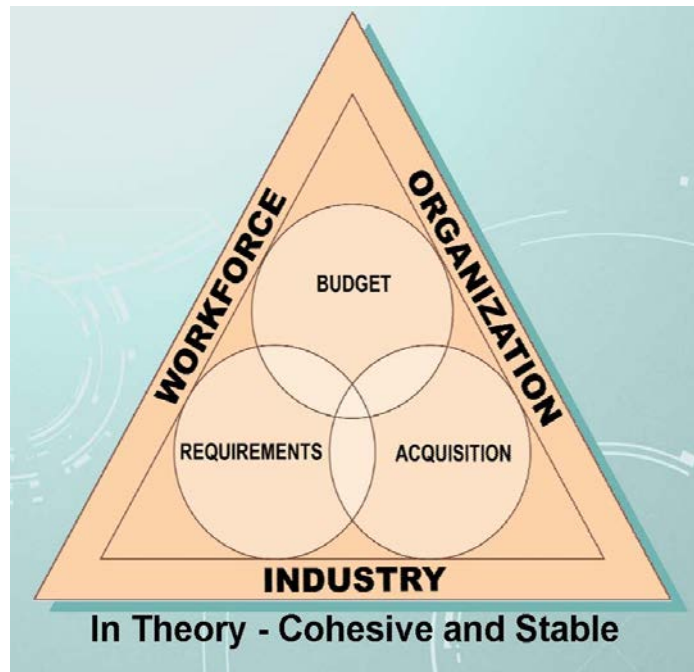 WORKFORCE
ORGANIZATION
BUDGET
REQUIREMENTS
ACQUISITION
INDUSTRY
In Theory - Cohesive and Stable